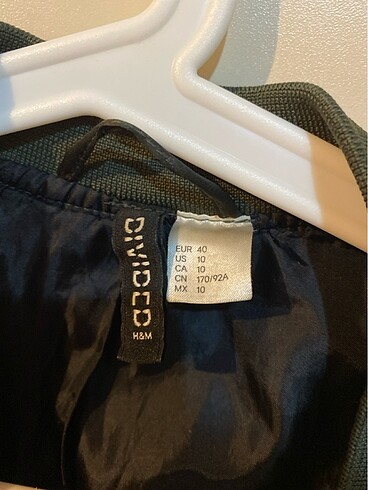 DIVIDED
H&M
EUR 40
US 10
CA 10
CN 170/92A
MX 10